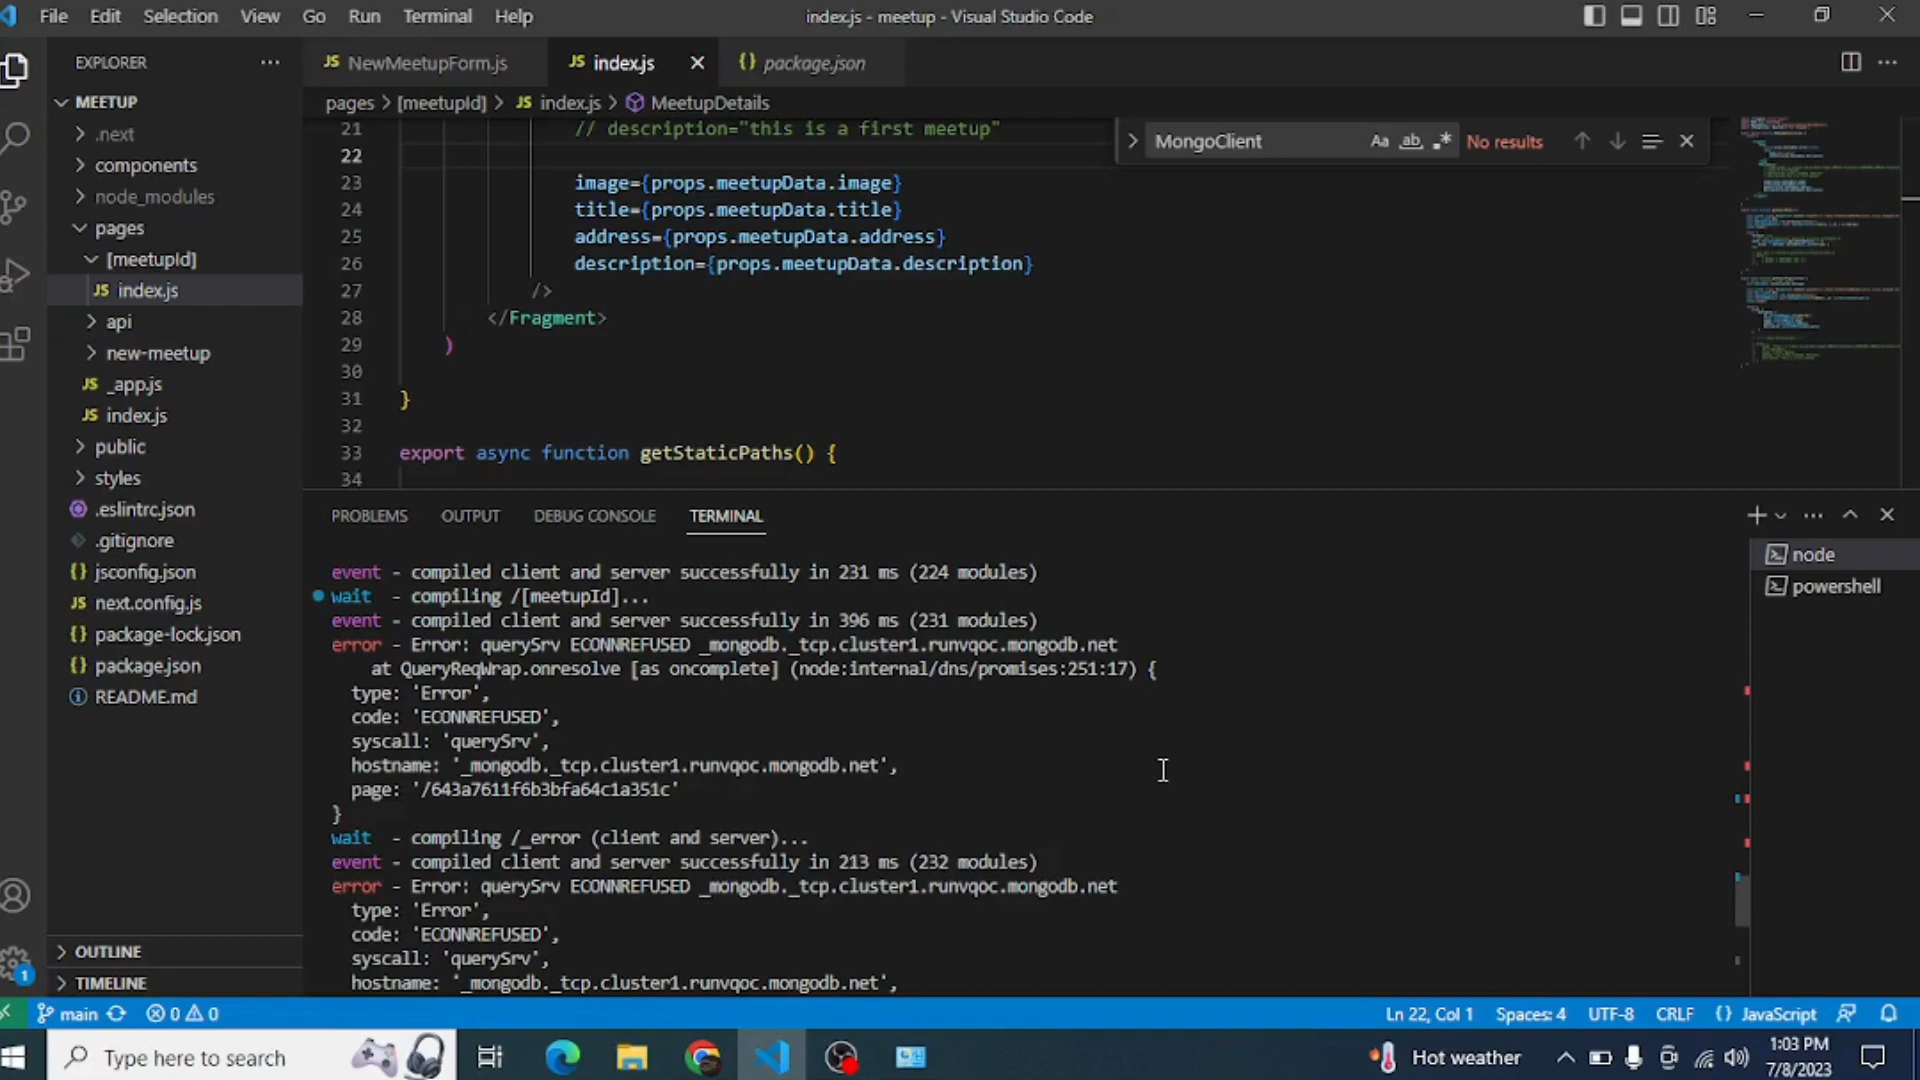 File Edit Selection View Go Run Terminal Help
index.js - meetup - Visual Studio Code
EXPLORER
MEETUP
.next
components
node_modules
pages
[meetupId]
JS index.js
api
new-meetup
JS _app.js
JS index.js
public
styles
.eslintrc.json
.gitignore
{} jsconfig.json
JS next.config.js
{} package-lock.json
{} package.json
README.md
OUTLINE
TIMELINE
JS NewMeetupForm.js
JS index.js
{} package.json
pages > [meetupId] > JS index.js > MeetupDetails
MongoClient
Aa ab .*
No results
21 // description="this is a first meetup"
22
23 image={props.meetupData.image}
24 title={props.meetupData.title}
25 address={props.meetupData.address}
26 description={props.meetupData.description}
27 />
28 </Fragment>
29 )
30
31 }
32
33 export async function getStaticPaths() {
34
PROBLEMS OUTPUT DEBUG CONSOLE TERMINAL
node
powershell
event - compiled client and server successfully in 231 ms (224 modules)
wait - compiling /[meetupId]...
event - compiled client and server successfully in 396 ms (231 modules)
error - Error: querySrv ECONNREFUSED _mongodb._tcp.cluster1.runvqoc.mongodb.net
at QueryReqWrap.onresolve [as oncomplete] (node:internal/dns/promises:251:17) {
type: 'Error',
code: 'ECONNREFUSED',
syscall: 'querySrv',
hostname: '_mongodb._tcp.cluster1.runvqoc.mongodb.net',
page: '/643a7611f6b3bfa64c1a351c'
}
wait - compiling /_error (client and server)...
event - compiled client and server successfully in 213 ms (232 modules)
error - Error: querySrv ECONNREFUSED _mongodb._tcp.cluster1.runvqoc.mongodb.net
type: 'Error',
code: 'ECONNREFUSED',
syscall: 'querySrv',
hostname: '_mongodb._tcp.cluster1.runvqoc.mongodb.net',
1
main 0 0
Ln 22, Col 1 Spaces: 4 UTF-8 CRLF {} JavaScript
Type here to search
Hot weather
1:03 PM
7/8/2023